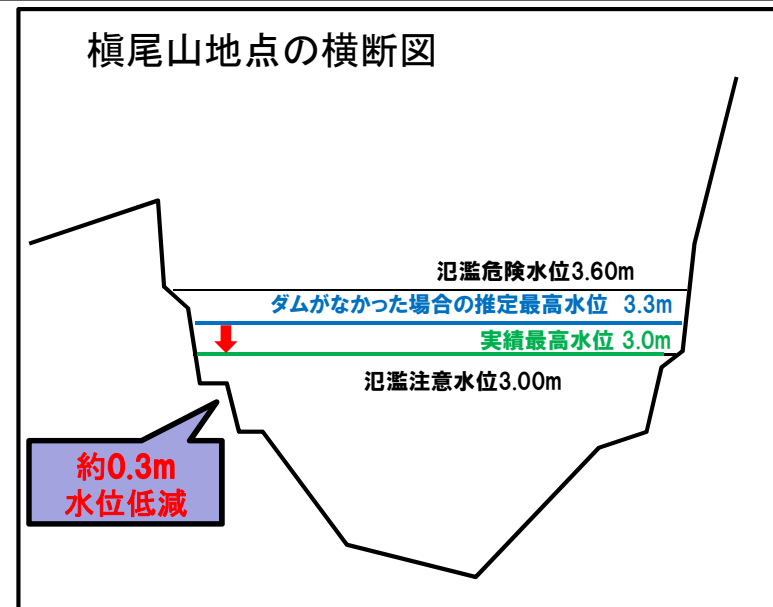 槇尾山地点の横断図
氾濫危険水位3.60m
ダムがなかった場合の推定最高水位 3.3m
実績最高水位 3.0m
氾濫注意水位3.00m
約0.3m
水位低減